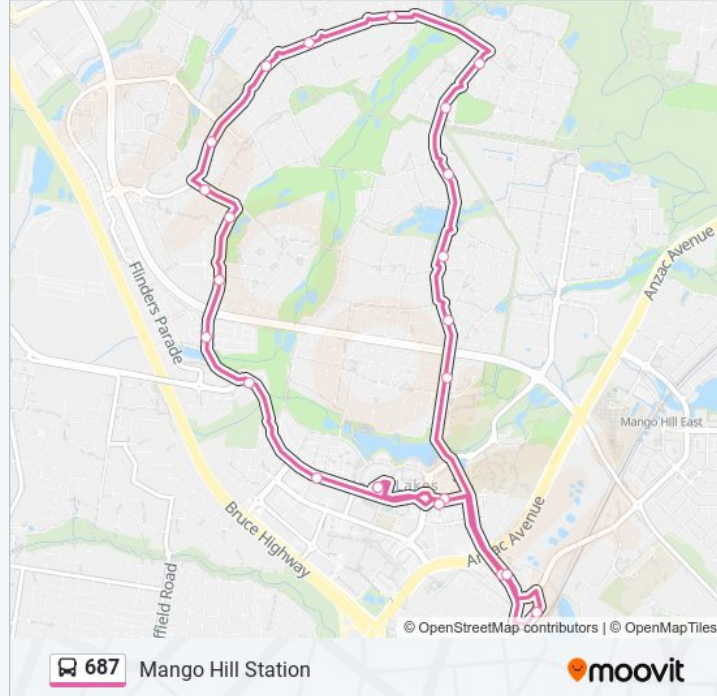 Anzac Avenue
Flinders Parade
Mango Hill East
Lakes
Bruce Highway
Anzac Avenue
ffield Road
© OpenStreetMap contributors | © OpenMapTiles
687 Mango Hill Station
moovit